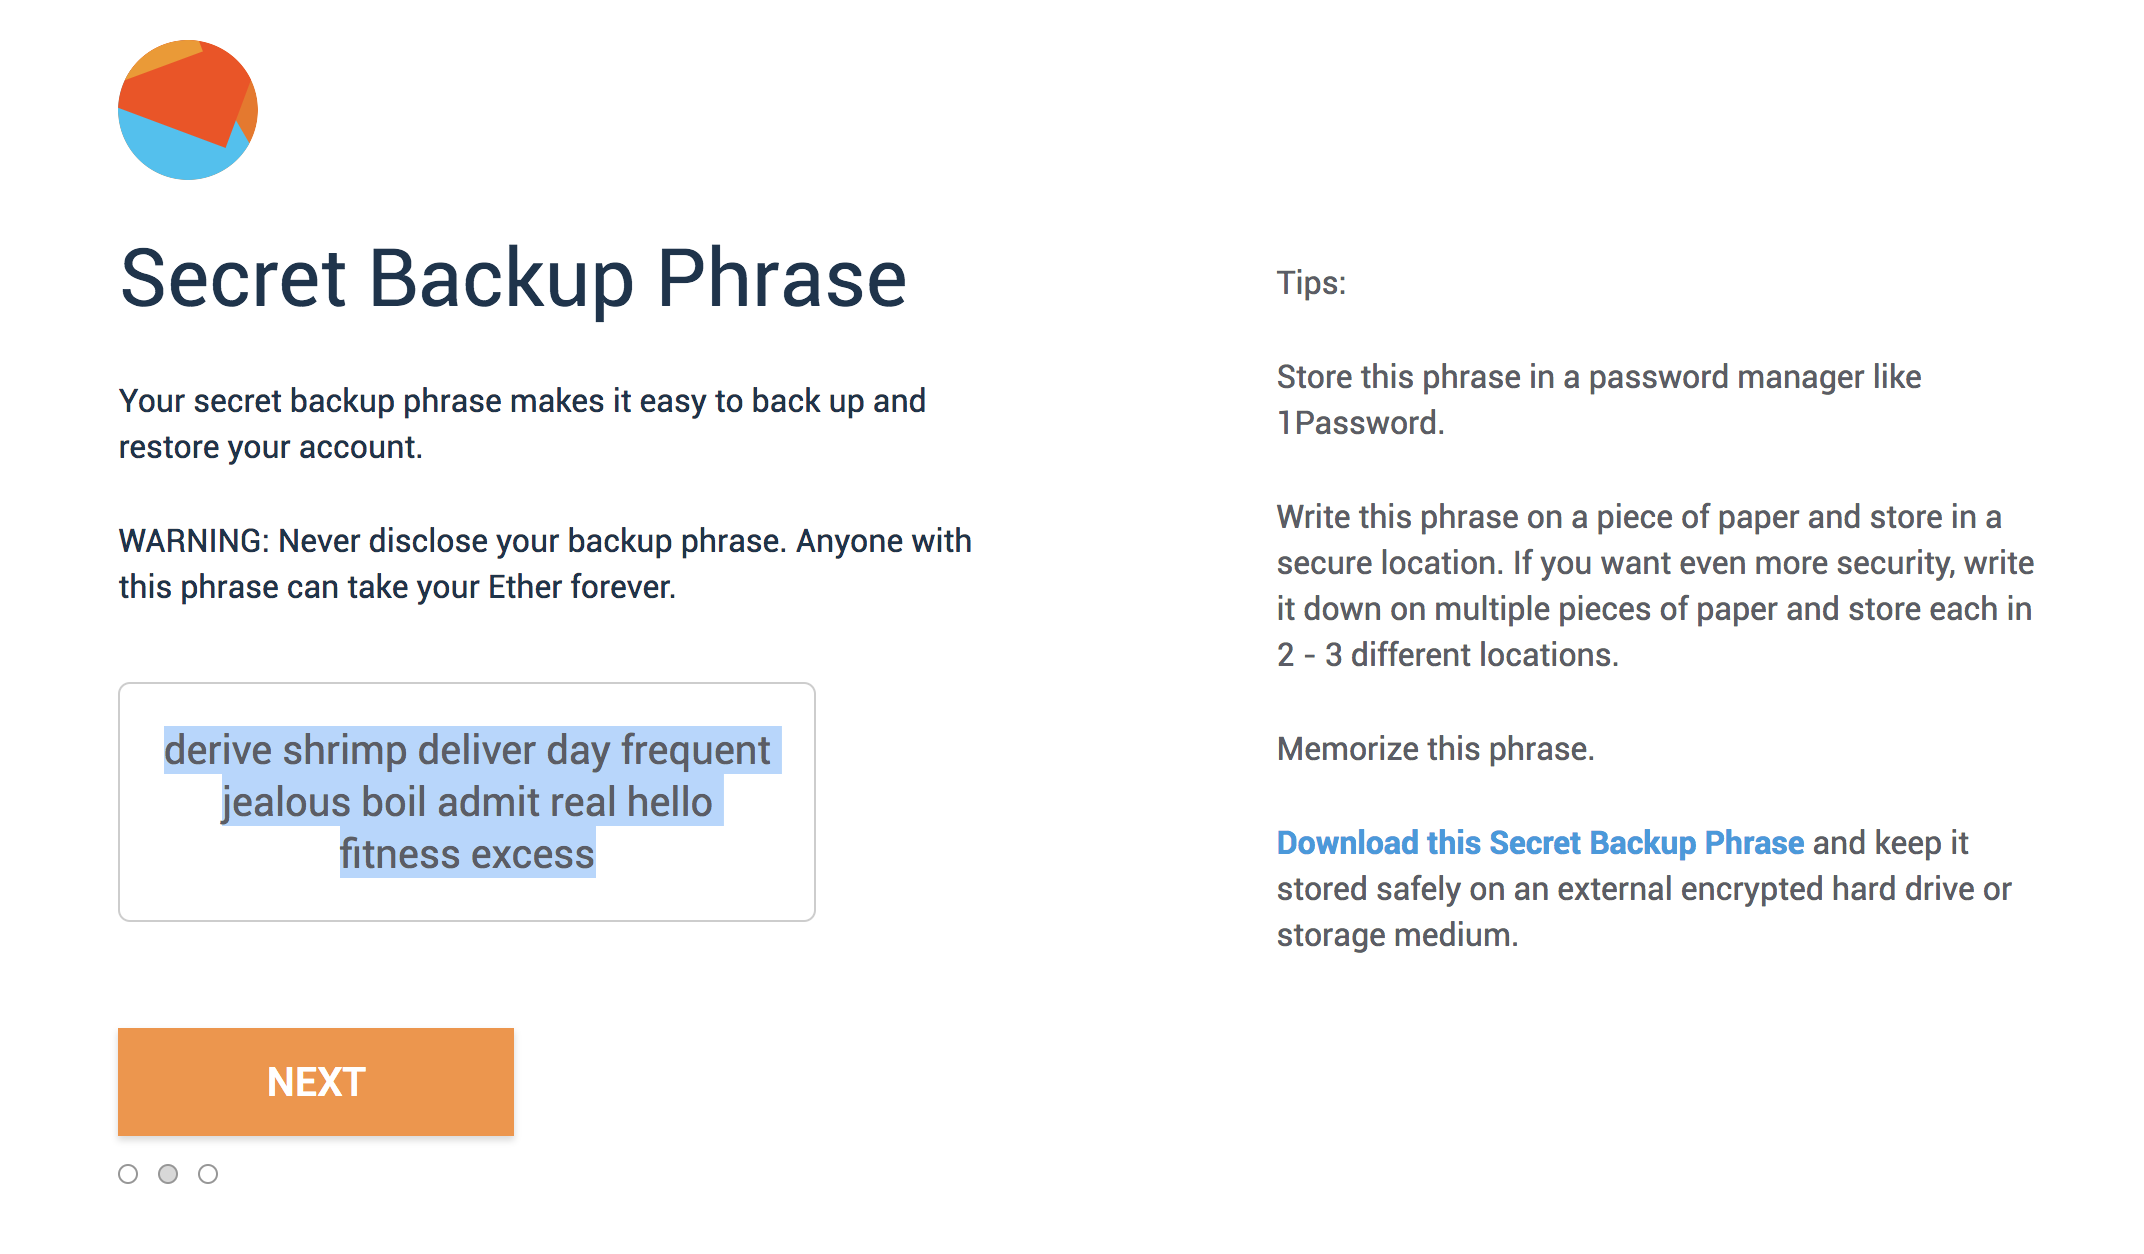 Secret Backup Phrase
Your secret backup phrase makes it easy to back up and
restore your account.
WARNING: Never disclose your backup phrase. Anyone with
this phrase can take your Ether forever.
derive shrimp deliver day frequent
jealous boil admit real hello
fitness excess
NEXT
Tips:
Store this phrase in a password manager like
1Password.
Write this phrase on a piece of paper and store in a
secure location. If you want even more security, write
it down on multiple pieces of paper and store each in
2 - 3 different locations.
Memorize this phrase.
Download this Secret Backup Phrase and keep it
stored safely on an external encrypted hard drive or
storage medium.